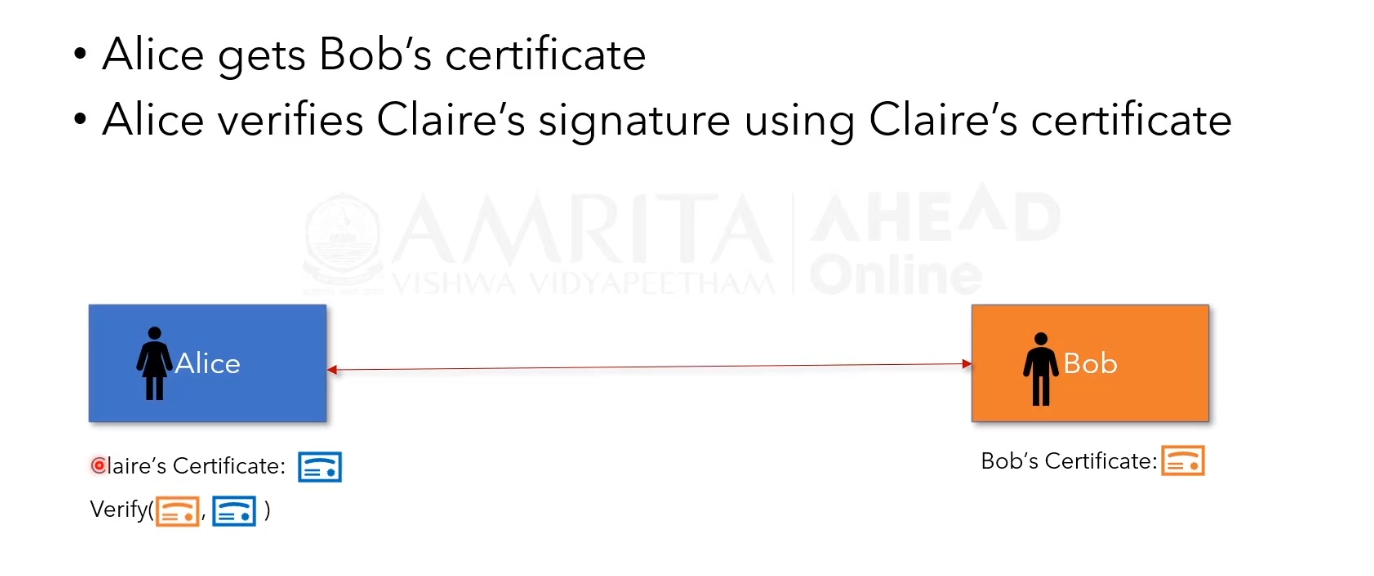 • Alice gets Bob’s certificate
• Alice verifies Claire’s signature using Claire’s certificate
AMRITA
VISHWA VIDYAPEETHAM
AHEAD
Online
Alice
Bob
Claire’s Certificate:
Bob’s Certificate:
Verify( , )